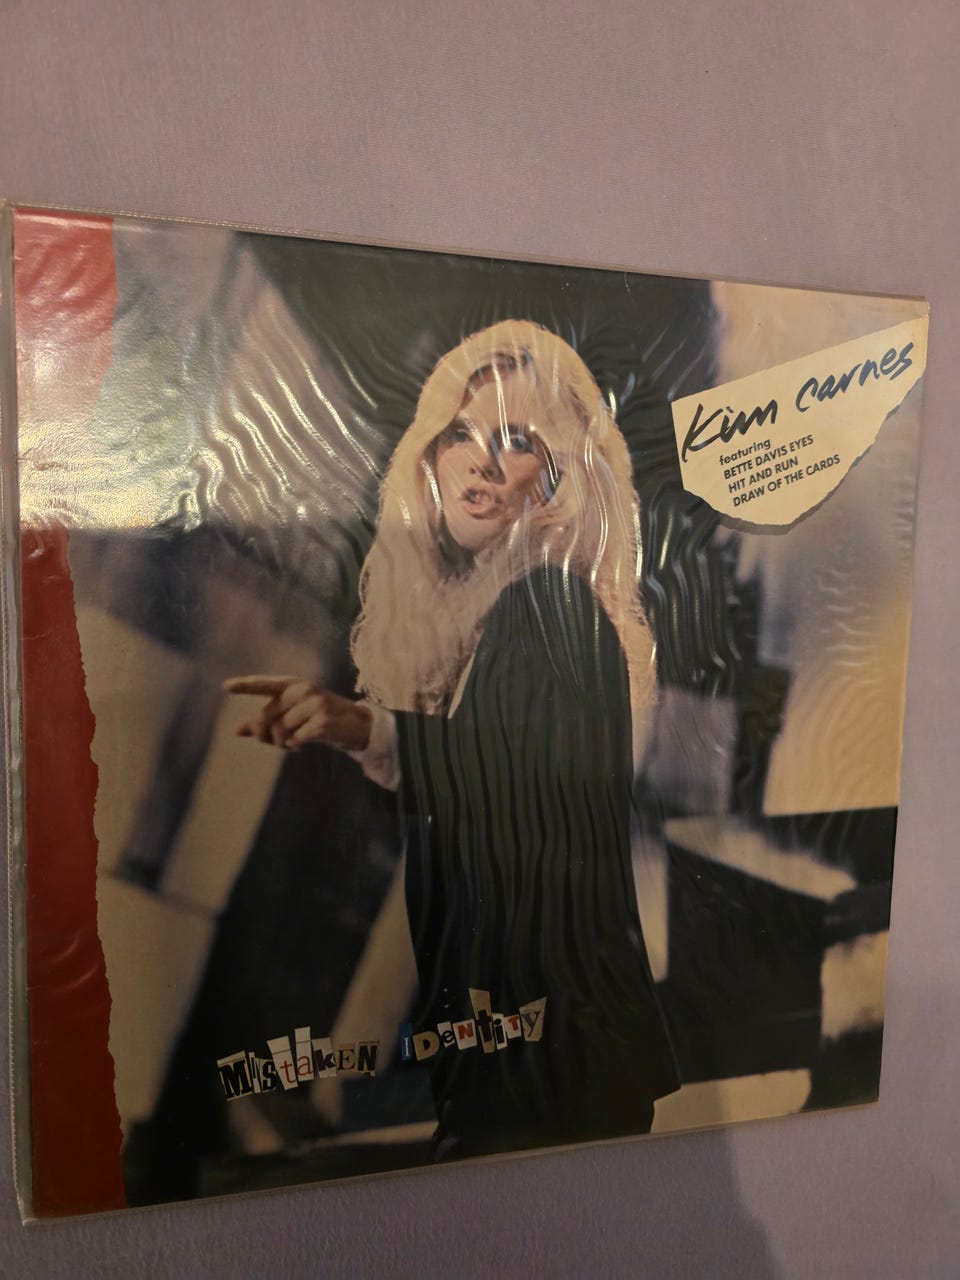 Kim carnes
featuring
BETTE DAVIS EYES
HIT AND RUN
DRAW OF THE CARDS
MiStaKEN IDeNtiTy